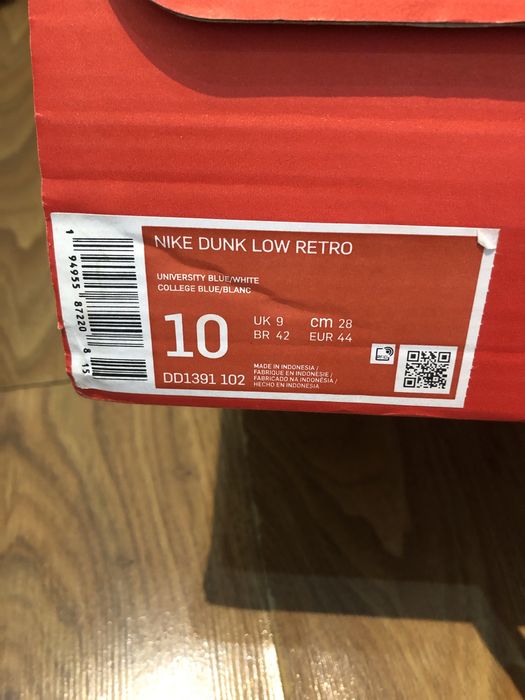 NIKE DUNK LOW RETRO
UNIVERSITY BLUE/WHITE
COLLEGE BLUE/BLANC
10
UK 9 cm 28
BR 42 EUR 44
DD1391 102
MADE IN INDONESIA /
FABRIQUE EN INDONESIE /
FABRICADO NA INDONÉSIA /
HECHO EN INDONESIA
1 94955 87220 8 15